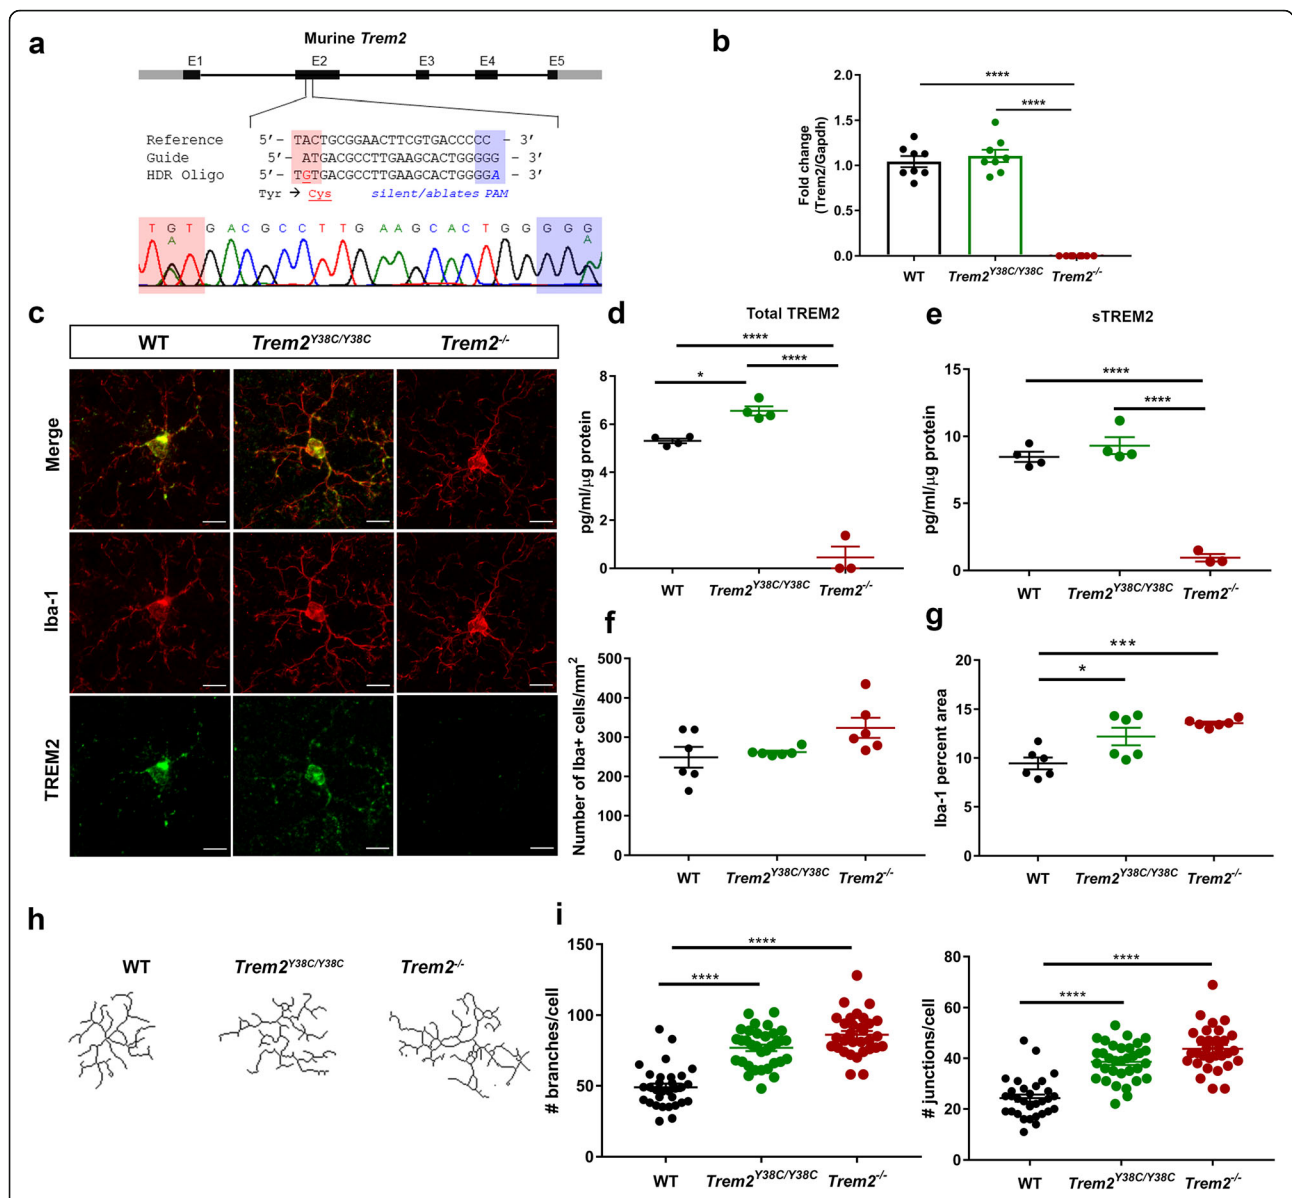 a
Murine Trem2
E1 E2 E3 E4 E5
Reference 5′– TACTGCGGAACTTCGTGACCCCC – 3′
Guide 5′– ATGACGCCTTGAAGCACTGGGGG – 3′
HDR Oligo 5′– TGTGACGCCTTGAAGCACTGGGGA – 3′
Tyr → Cys silent/ablates PAM
T G T G A C G C C T T G A A G C A C T G G G G G
A A
b
Fold change
(Trem2/Gapdh)
2.0
1.5
1.0
0.5
0.0
****
****
WT Trem2Y38C/Y38C Trem2-/-
c
WT Trem2Y38C/Y38C Trem2-/-
Merge
Iba-1
TREM2
d
Total TREM2
****
* ****
pg/ml/µg protein
8
6
4
2
0
WT Trem2Y38C/Y38C Trem2-/-
e
sTREM2
****
****
pg/ml/µg protein
15
10
5
0
WT Trem2Y38C/Y38C Trem2-/-
f
Number of Iba+ cells/mm2
500
400
300
200
100
0
WT Trem2Y38C/Y38C Trem2-/-
g
***
*
Iba-1 percent area
20
15
10
5
0
WT Trem2Y38C/Y38C Trem2-/-
h
WT Trem2Y38C/Y38C Trem2-/-
i
****
****
# branches/cell
150
100
50
0
WT Trem2Y38C/Y38C Trem2-/-
****
****
# junctions/cell
80
60
40
20
0
WT Trem2Y38C/Y38C Trem2-/-